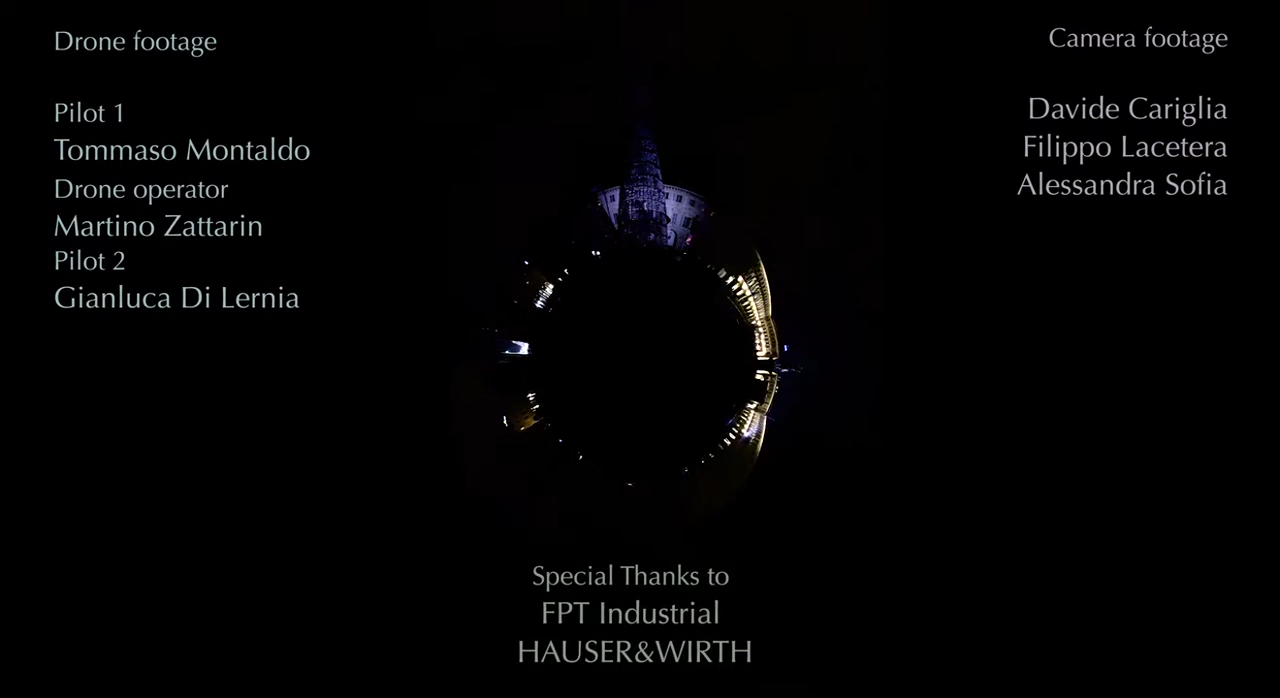 Drone footage
Pilot 1
Tommaso Montaldo
Drone operator
Martino Zattarin
Pilot 2
Gianluca Di Lernia
Camera footage
Davide Cariglia
Filippo Lacetera
Alessandra Sofia
Special Thanks to
FPT Industrial
HAUSER&WIRTH